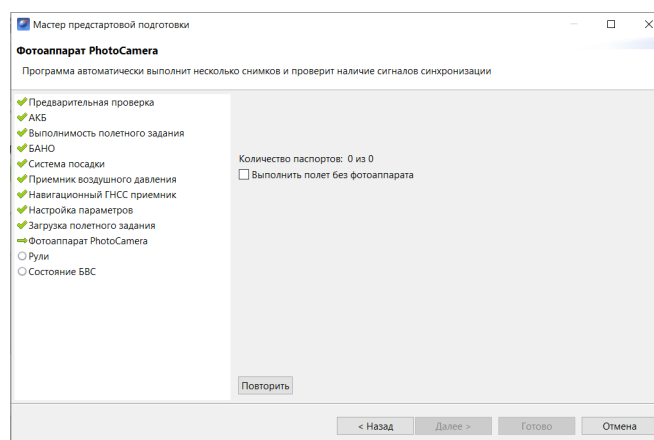 Мастер предстартовой подготовки
Фотоаппарат PhotoCamera
Программа автоматически выполнит несколько снимков и проверит наличие сигналов синхронизации
Предварительная проверка
АКБ
Выполнимость полетного задания
БАНО
Система посадки
Приемник воздушного давления
Навигационный ГНСС приемник
Настройка параметров
Загрузка полетного задания
Фотоаппарат PhotoCamera
Рули
Состояние БВС
Количество паспортов: 0 из 0
Выполнить полет без фотоаппарата
Повторить
< Назад
Далее >
Готово
Отмена